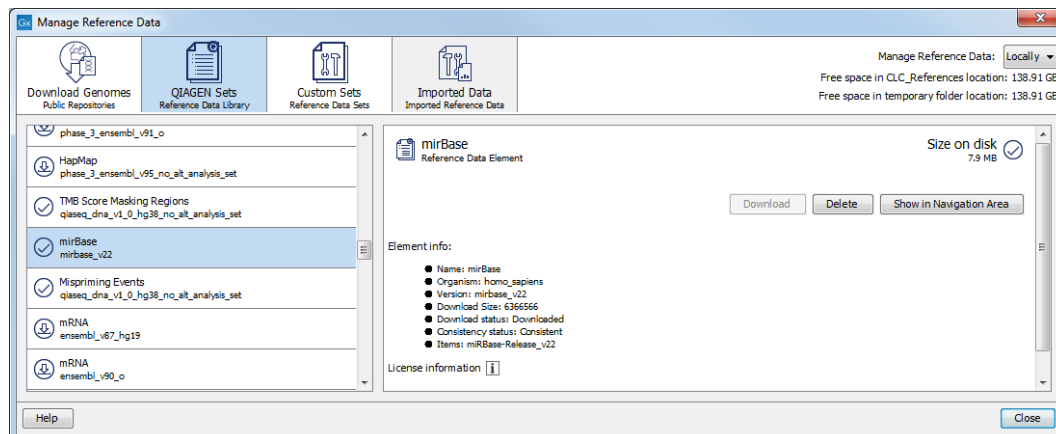 Gx Manage Reference Data
Download Genomes
Public Repositories
QIAGEN Sets
Reference Data Library
Custom Sets
Reference Data Sets
Imported Data
Imported Reference Data
Manage Reference Data: Locally
Free space in CLC_References location: 138.91 GB
Free space in temporary folder location: 138.91 GB
phase_3_ensembl_v91_o
HapMap
phase_3_ensembl_v95_no_alt_analysis_set
TMB Score Masking Regions
qiaseq_dna_v1_0_hg38_no_alt_analysis_set
mirBase
mirbase_v22
Mispriming Events
qiaseq_dna_v1_0_hg38_no_alt_analysis_set
mRNA
ensembl_v87_hg19
mRNA
ensembl_v90_o
mirBase
Reference Data Element
Size on disk
7.9 MB
Download Delete Show in Navigation Area
Element info:
Name: mirBase
Organism: homo_sapiens
Version: mirbase_v22
Download Size: 6366566
Download status: Downloaded
Consistency status: Consistent
Items: miRBase-Release_v22
License information i
Help Close